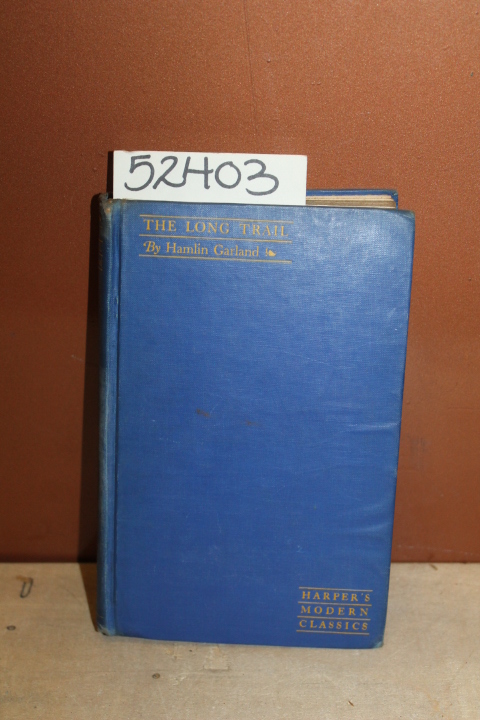 52403
THE LONG TRAIL
By Hamlin Garland
HARPER'S
MODERN
CLASSICS